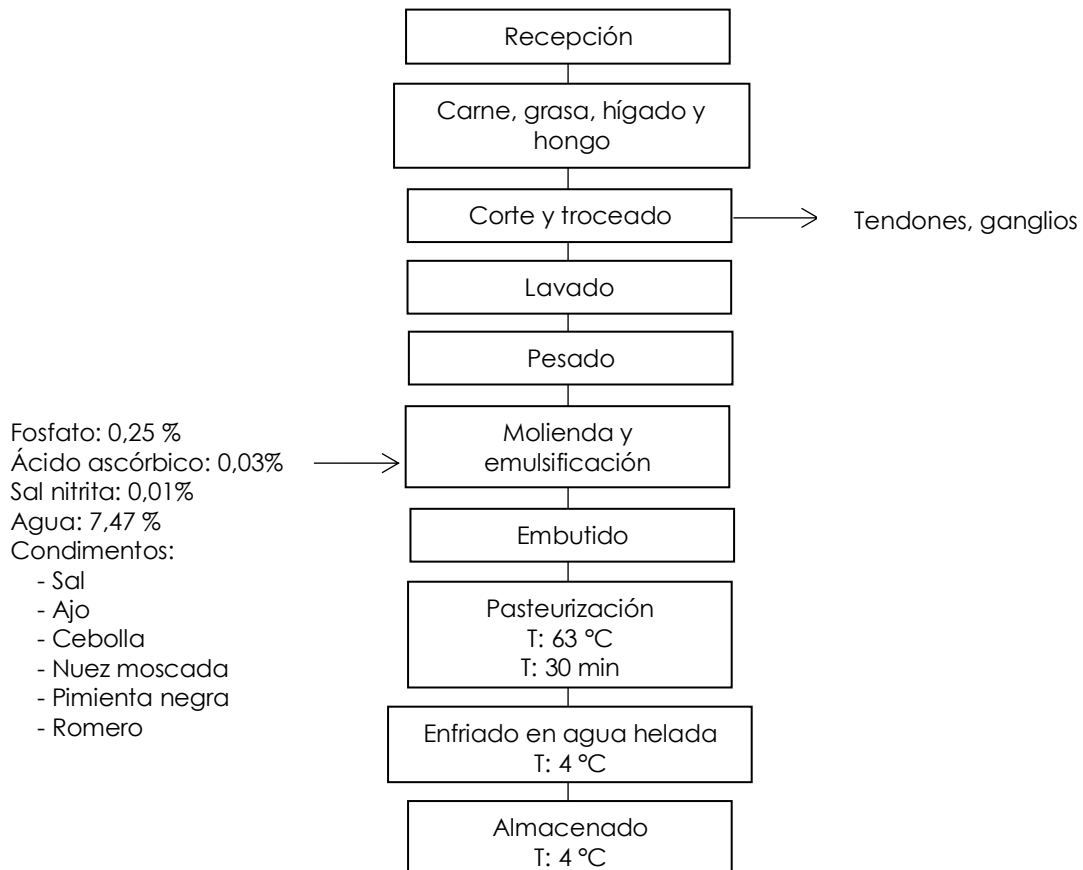 Recepción
Carne, grasa, hígado y
hongo
Corte y troceado
Tendones, ganglios
Lavado
Pesado
Fosfato: 0,25 %
Ácido ascórbico: 0,03%
Sal nitrita: 0,01%
Agua: 7,47 %
Condimentos:
- Sal
- Ajo
- Cebolla
- Nuez moscada
- Pimienta negra
- Romero
Molienda y
emulsificación
Embutido
Pasteurización
T: 63 °C
T: 30 min
Enfriado en agua helada
T: 4 °C
Almacenado
T: 4 °C